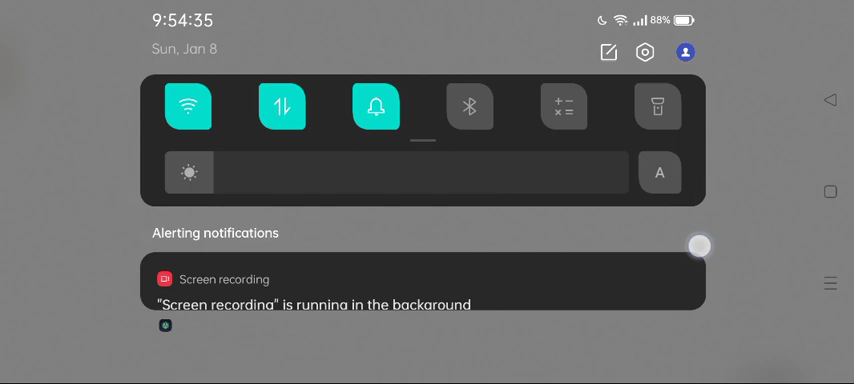 9:54:35
88%
Sun, Jan 8
A
Alerting notifications
Screen recording
"Screen recording" is running in the background